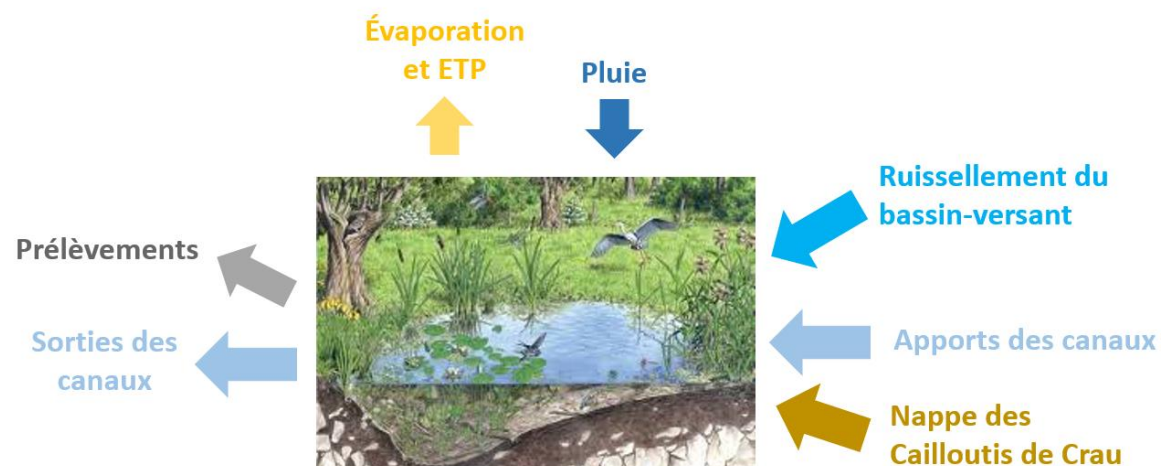 Évaporation
et ETP
Pluie
Ruissellement du
bassin-versant
Prélèvements
Sorties des
canaux
Apports des canaux
Nappe des
Cailloutis de Crau